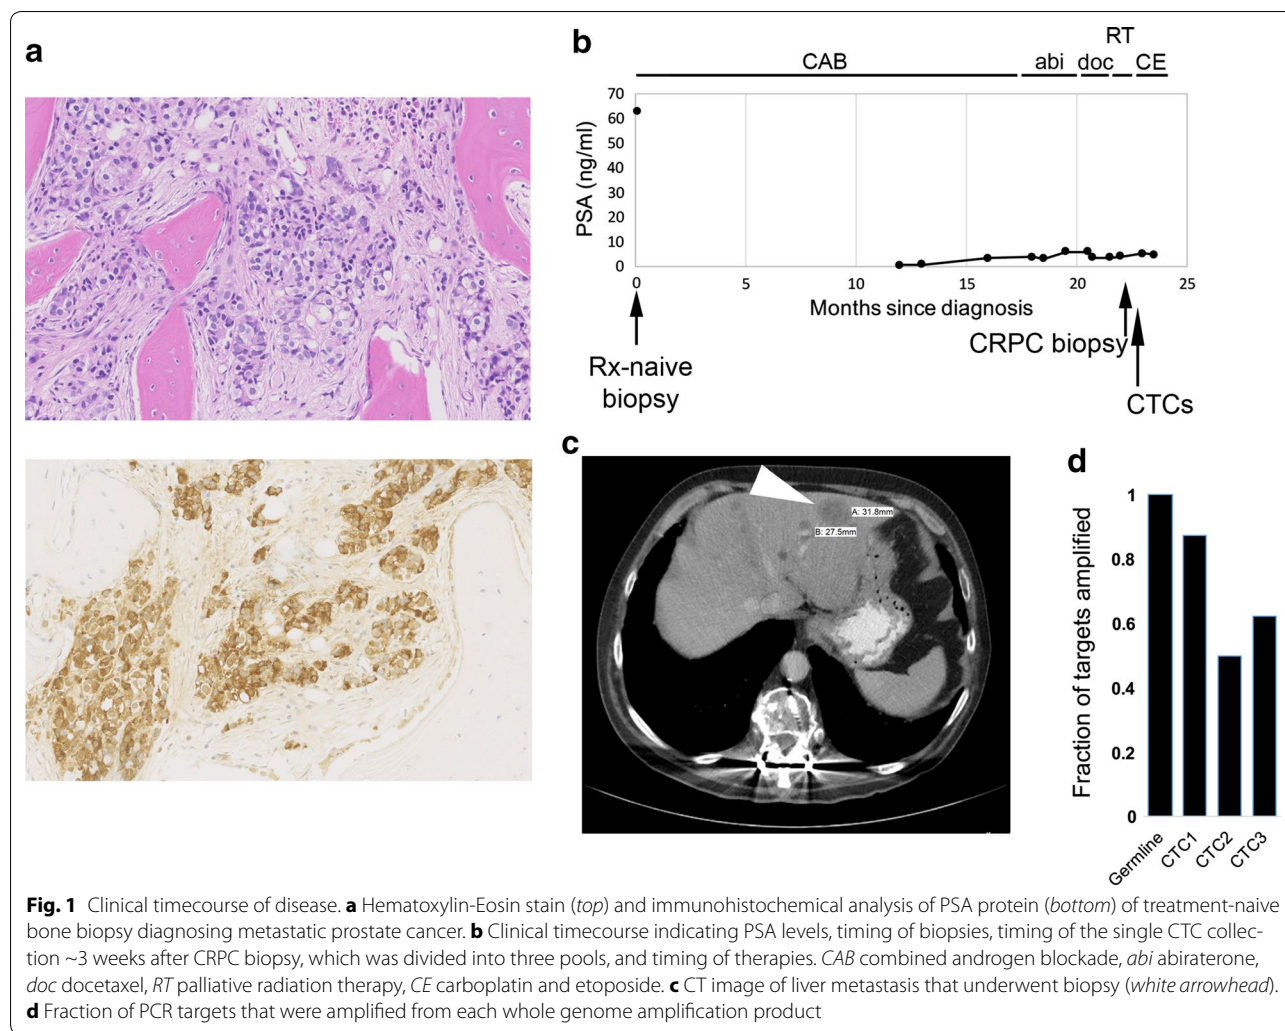 a
b
RT
CAB abi doc CE
70
60
50
40
30
20
10
0
PSA (ng/ml)
0 5 10 15 20 25
Months since diagnosis
Rx-naive
biopsy
CRPC biopsy
CTCs
c
A: 31.8mm
B: 27.5mm
d
1
0.8
0.6
0.4
0.2
0
Fraction of targets amplified
Germline
CTC1
CTC2
CTC3
Fig. 1 Clinical timecourse of disease. a Hematoxylin-Eosin stain (top) and immunohistochemical analysis of PSA protein (bottom) of treatment-naive
bone biopsy diagnosing metastatic prostate cancer. b Clinical timecourse indicating PSA levels, timing of biopsies, timing of the single CTC collec-
tion ~3 weeks after CRPC biopsy, which was divided into three pools, and timing of therapies. CAB combined androgen blockade, abi abiraterone,
doc docetaxel, RT palliative radiation therapy, CE carboplatin and etoposide. c CT image of liver metastasis that underwent biopsy (white arrowhead).
d Fraction of PCR targets that were amplified from each whole genome amplification product